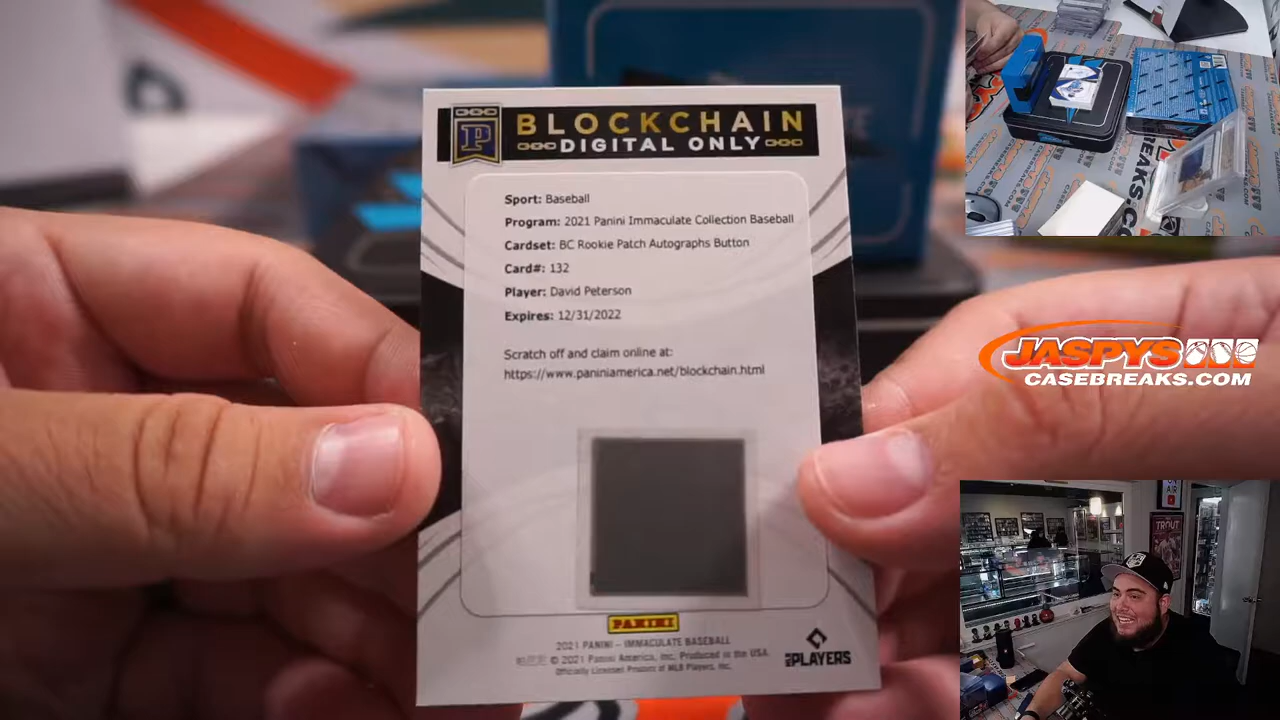 BLOCKCHAIN
DIGITAL ONLY
Sport: Baseball
Program: 2021 Panini Immaculate Collection Baseball
Cardset: BC Rookie Patch Autographs Button
Card#: 132
Player: David Peterson
Expires: 12/31/2022
Scratch off and claim online at:
https://www.paniniamerica.net/blockchain.html
PANINI
2021 PANINI – IMMACULATE BASEBALL
© 2021 Panini America, Inc. Produced in the USA
Officially Licensed Product of MLB Players, Inc.
MLB PLAYERS
JASPYS
CASEBREAKS.COM
TROUT